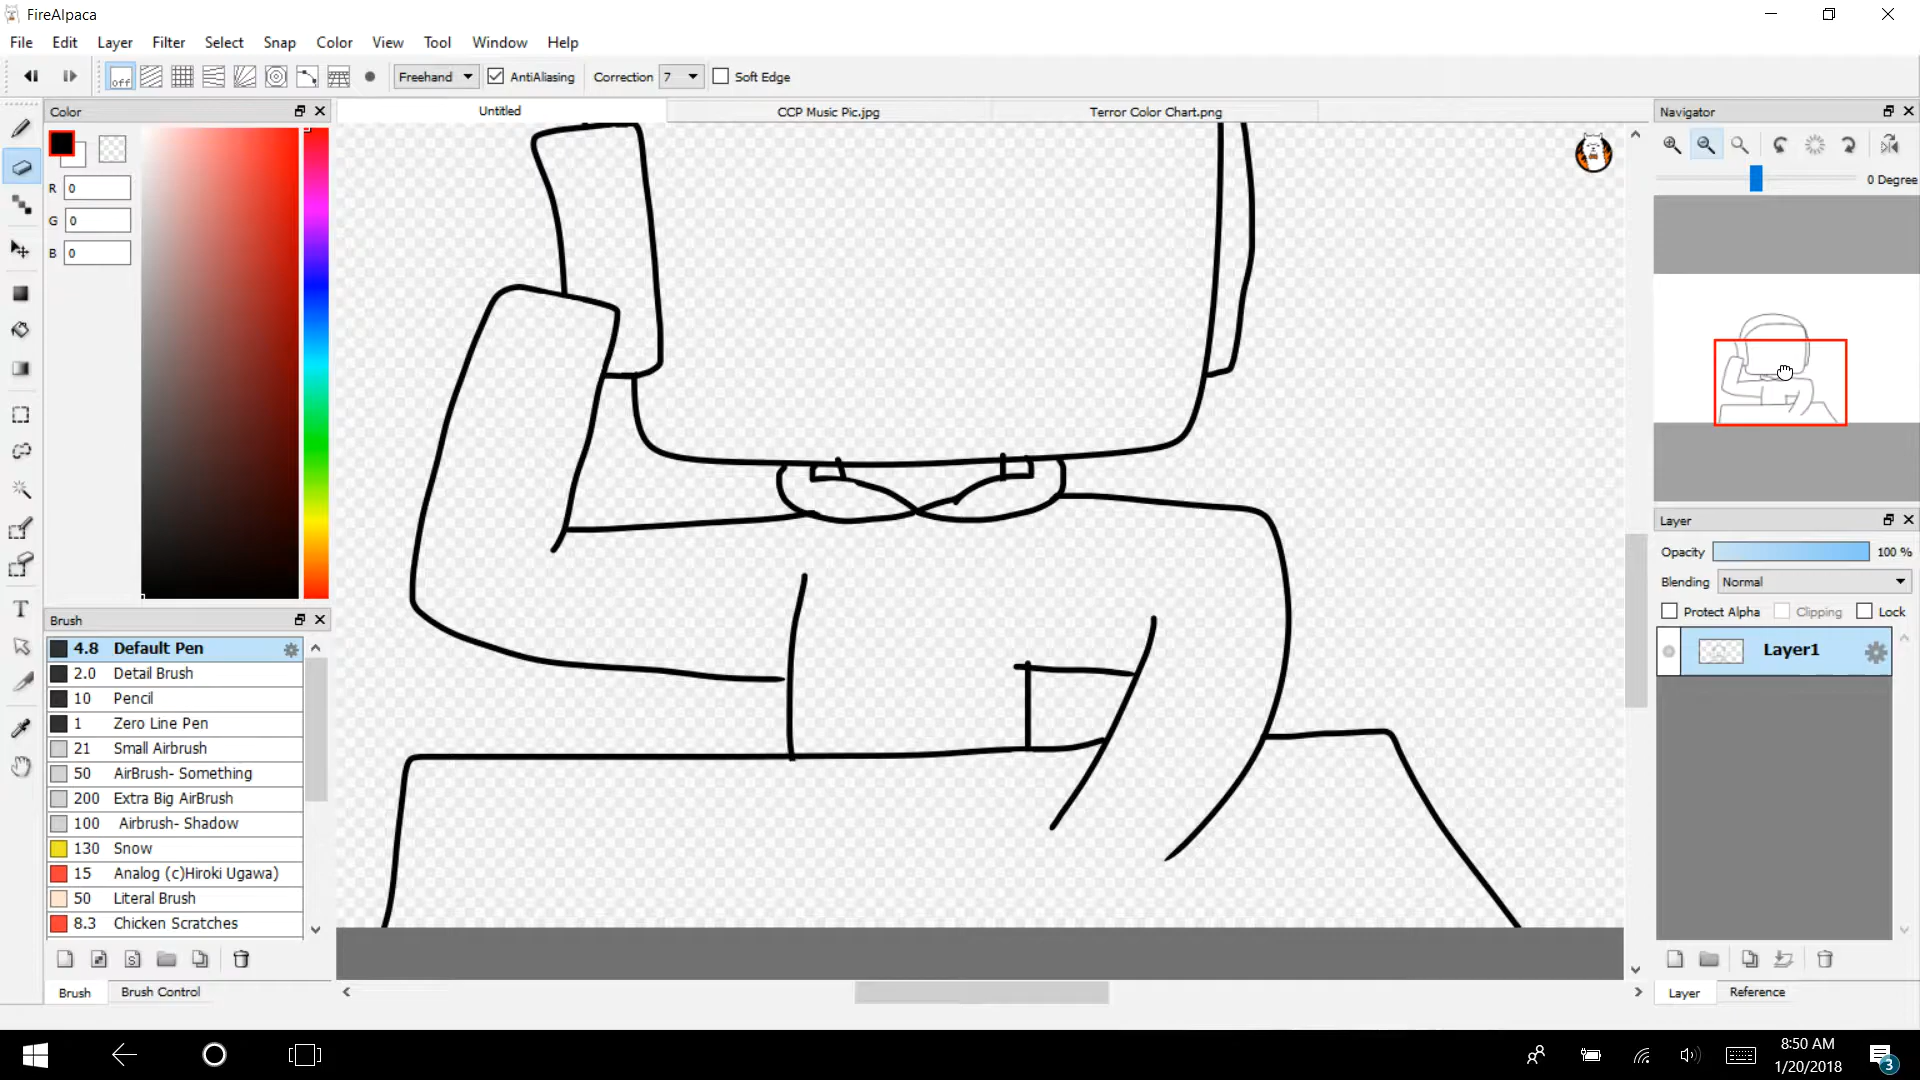 FireAlpaca
File Edit Layer Filter Select Snap Color View Tool Window Help
off Freehand AntiAliasing Correction 7 Soft Edge
Color
Untitled CCP Music Pic.jpg Terror Color Chart.png
Navigator
R 0
G 0
B 0
0 Degree
Layer
Opacity 100 %
Blending Normal
Protect Alpha Clipping Lock
Layer1
Brush
4.8 Default Pen
2.0 Detail Brush
10 Pencil
1 Zero Line Pen
21 Small Airbrush
50 AirBrush- Something
200 Extra Big AirBrush
100 Airbrush- Shadow
130 Snow
15 Analog (c)Hiroki Ugawa)
50 Literal Brush
8.3 Chicken Scratches
S
Brush Brush Control
Layer Reference
T
8:50 AM
1/20/2018
3